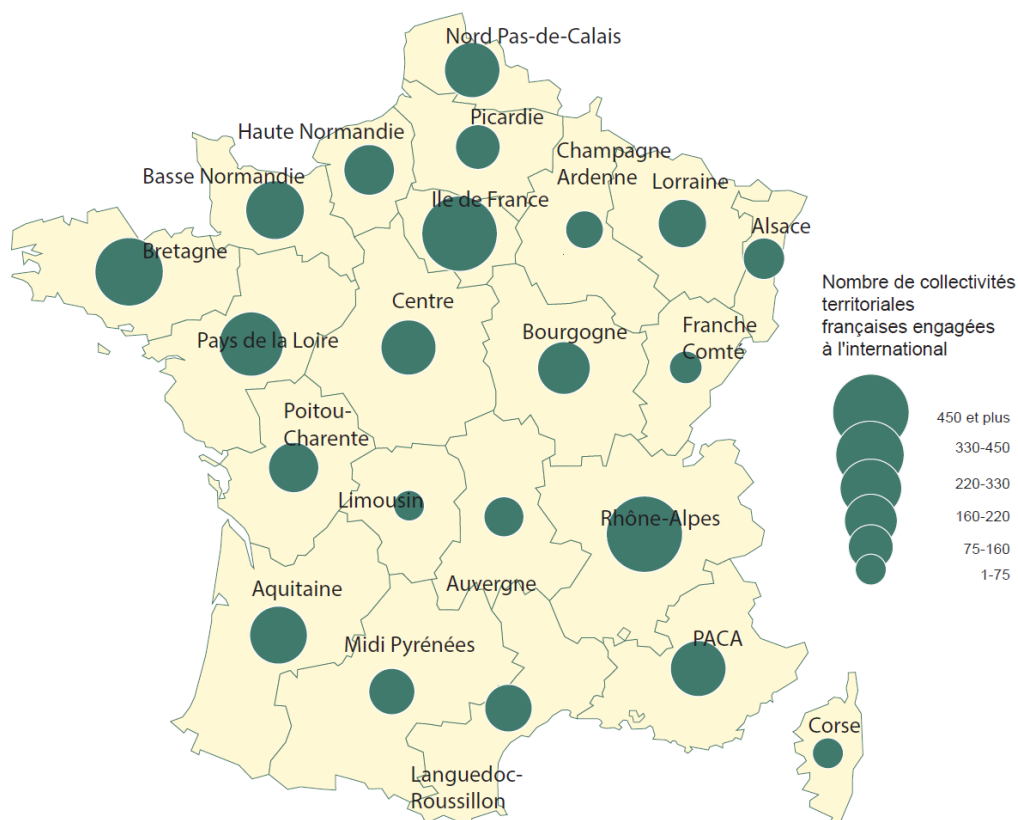 Nord Pas-de-Calais
Picardie
Haute Normandie
Champagne
Ardenne
Basse Normandie
Lorraine
Ile de France
Alsace
Bretagne
Centre
Pays de la Loire
Bourgogne
Franche
Comté
Poitou-
Charente
Limousin
Rhône-Alpes
Auvergne
Aquitaine
Midi Pyrénées
PACA
Corse
Languedoc-
Roussillon
Nombre de collectivités
territoriales
françaises engagées
à l'international
450 et plus
330-450
220-330
160-220
75-160
1-75